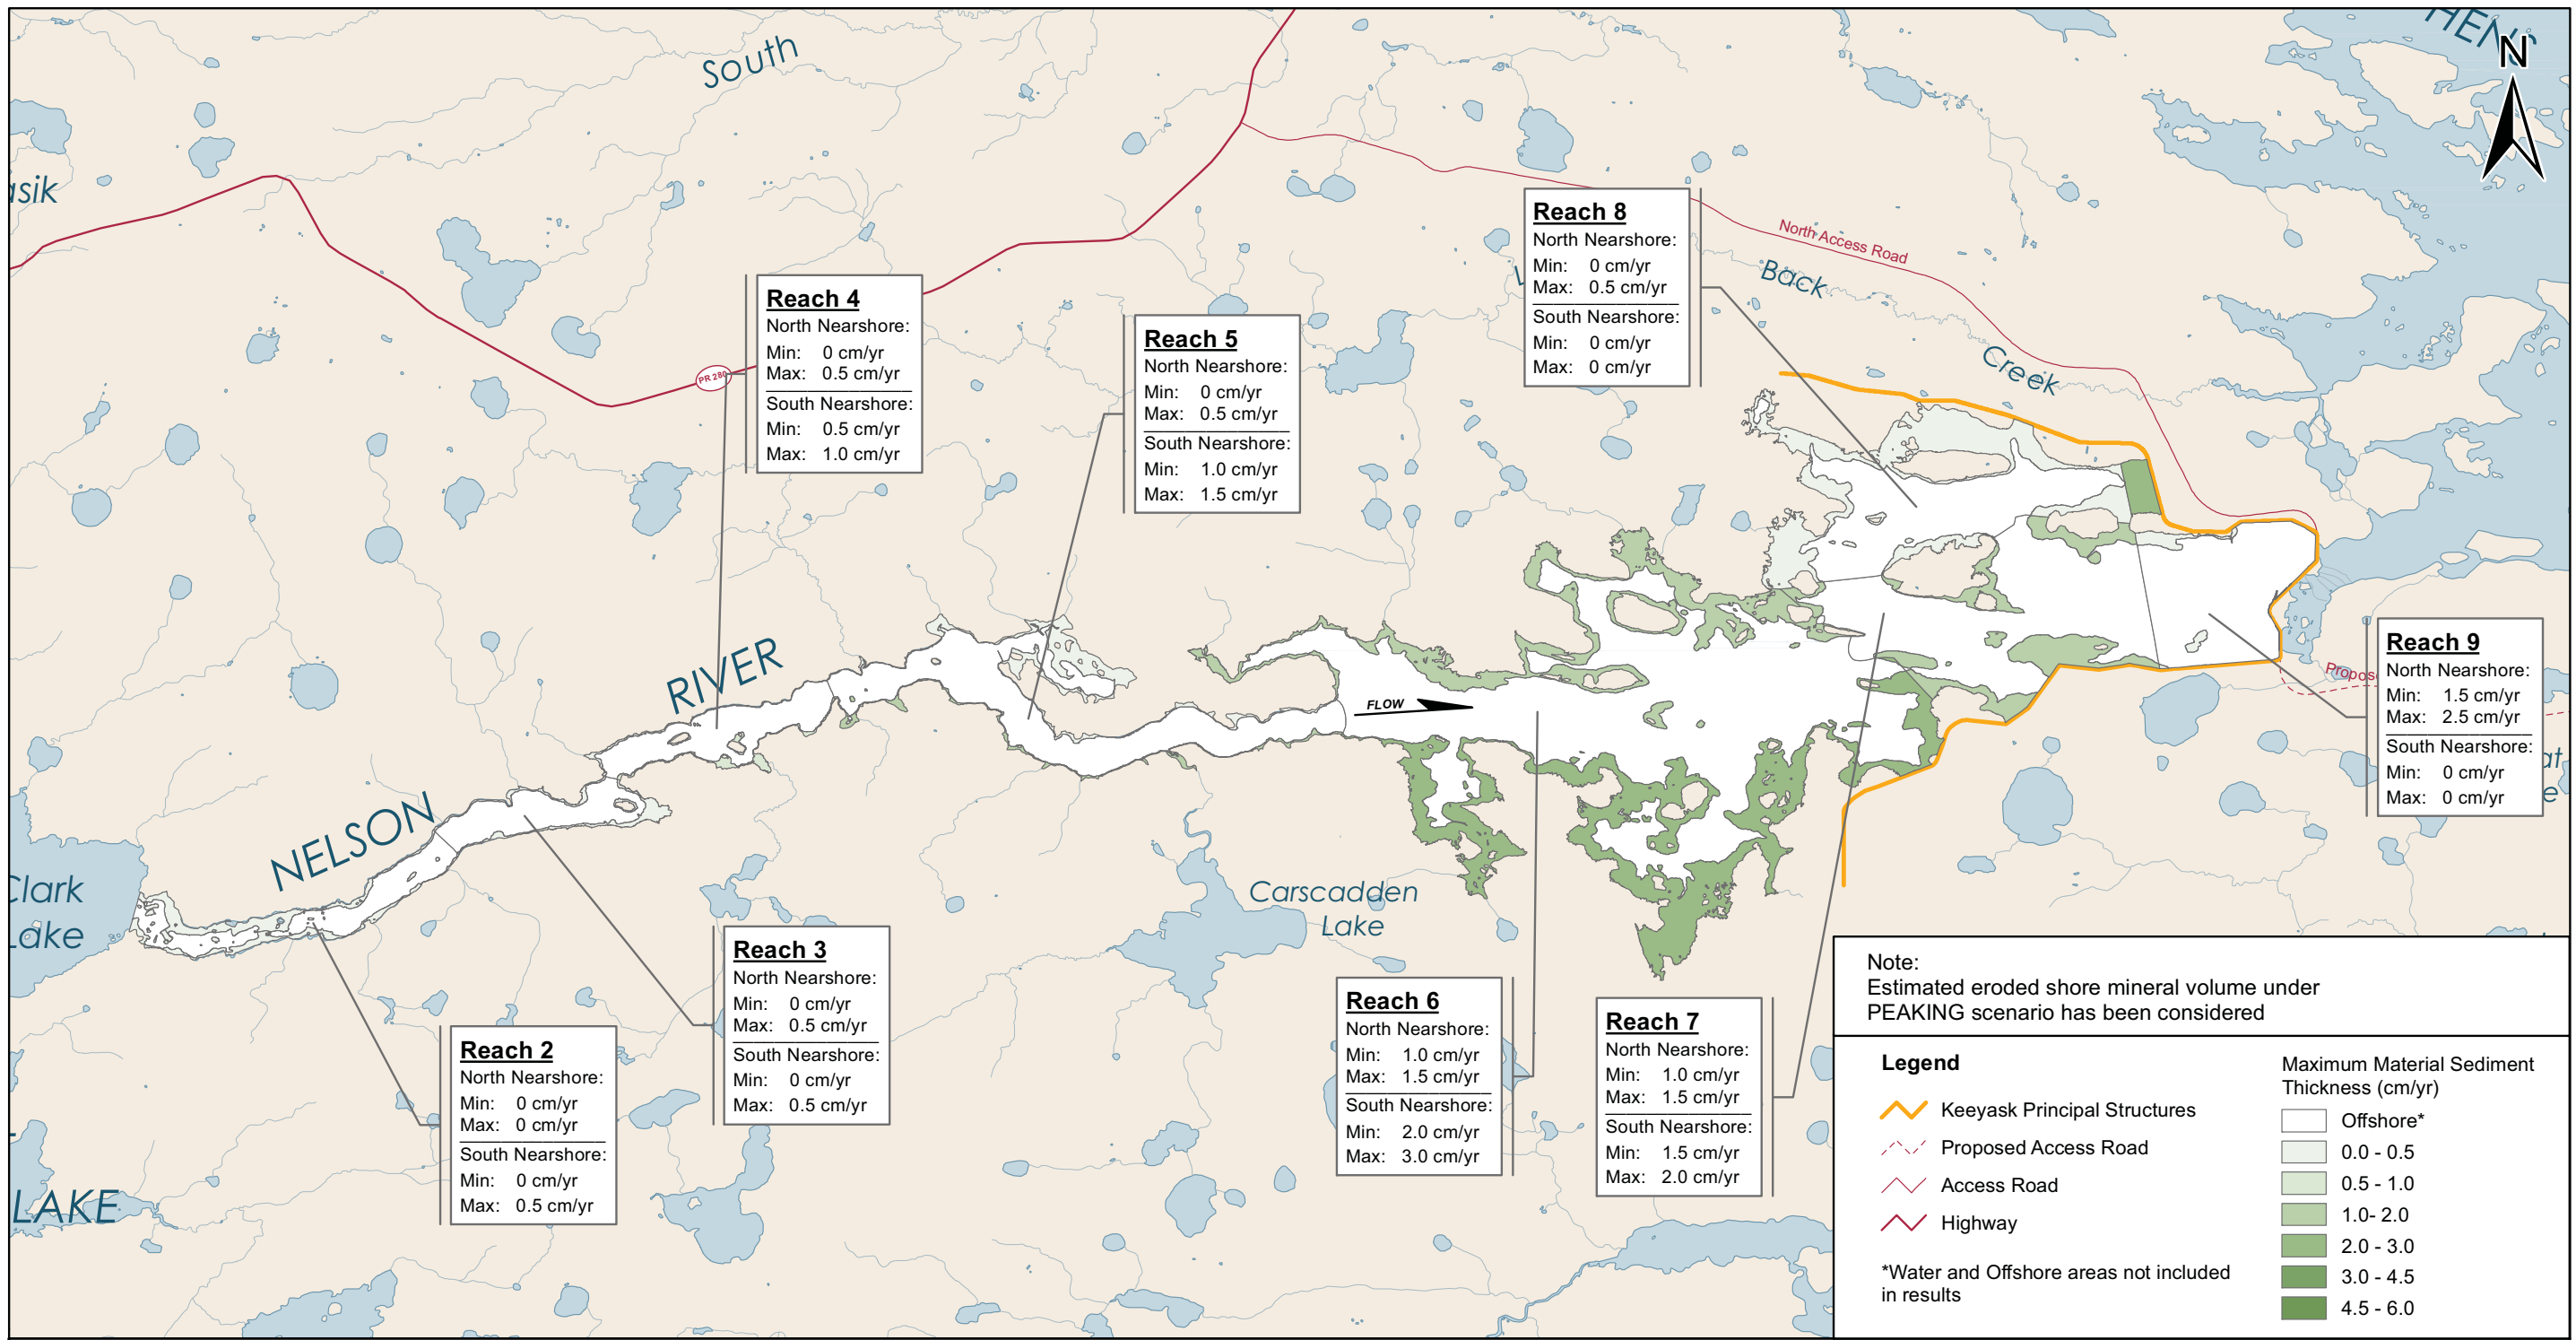 South
HENS
N
asik
North Access Road
Back
Creek
Reach 8
North Nearshore:
Min: 0 cm/yr
Max: 0.5 cm/yr
South Nearshore:
Min: 0 cm/yr
Max: 0 cm/yr
Reach 4
North Nearshore:
Min: 0 cm/yr
Max: 0.5 cm/yr
South Nearshore:
Min: 0.5 cm/yr
Max: 1.0 cm/yr
PR 280
Reach 5
North Nearshore:
Min: 0 cm/yr
Max: 0.5 cm/yr
South Nearshore:
Min: 1.0 cm/yr
Max: 1.5 cm/yr
NELSON RIVER
FLOW
Propos
Reach 9
North Nearshore:
Min: 1.5 cm/yr
Max: 2.5 cm/yr
South Nearshore:
Min: 0 cm/yr
Max: 0 cm/yr
at
e
Clark
Lake
Carscadden
Lake
Reach 3
North Nearshore:
Min: 0 cm/yr
Max: 0.5 cm/yr
South Nearshore:
Min: 0 cm/yr
Max: 0.5 cm/yr
Reach 2
North Nearshore:
Min: 0 cm/yr
Max: 0 cm/yr
South Nearshore:
Min: 0 cm/yr
Max: 0.5 cm/yr
Reach 6
North Nearshore:
Min: 1.0 cm/yr
Max: 1.5 cm/yr
South Nearshore:
Min: 2.0 cm/yr
Max: 3.0 cm/yr
Reach 7
North Nearshore:
Min: 1.0 cm/yr
Max: 1.5 cm/yr
South Nearshore:
Min: 1.5 cm/yr
Max: 2.0 cm/yr
LAKE
Note:
Estimated eroded shore mineral volume under
PEAKING scenario has been considered
Legend
Keeyask Principal Structures
Proposed Access Road
Access Road
Highway
*Water and Offshore areas not included
in results
Maximum Material Sediment
Thickness (cm/yr)
Offshore*
0.0 - 0.5
0.5 - 1.0
1.0- 2.0
2.0 - 3.0
3.0 - 4.5
4.5 - 6.0